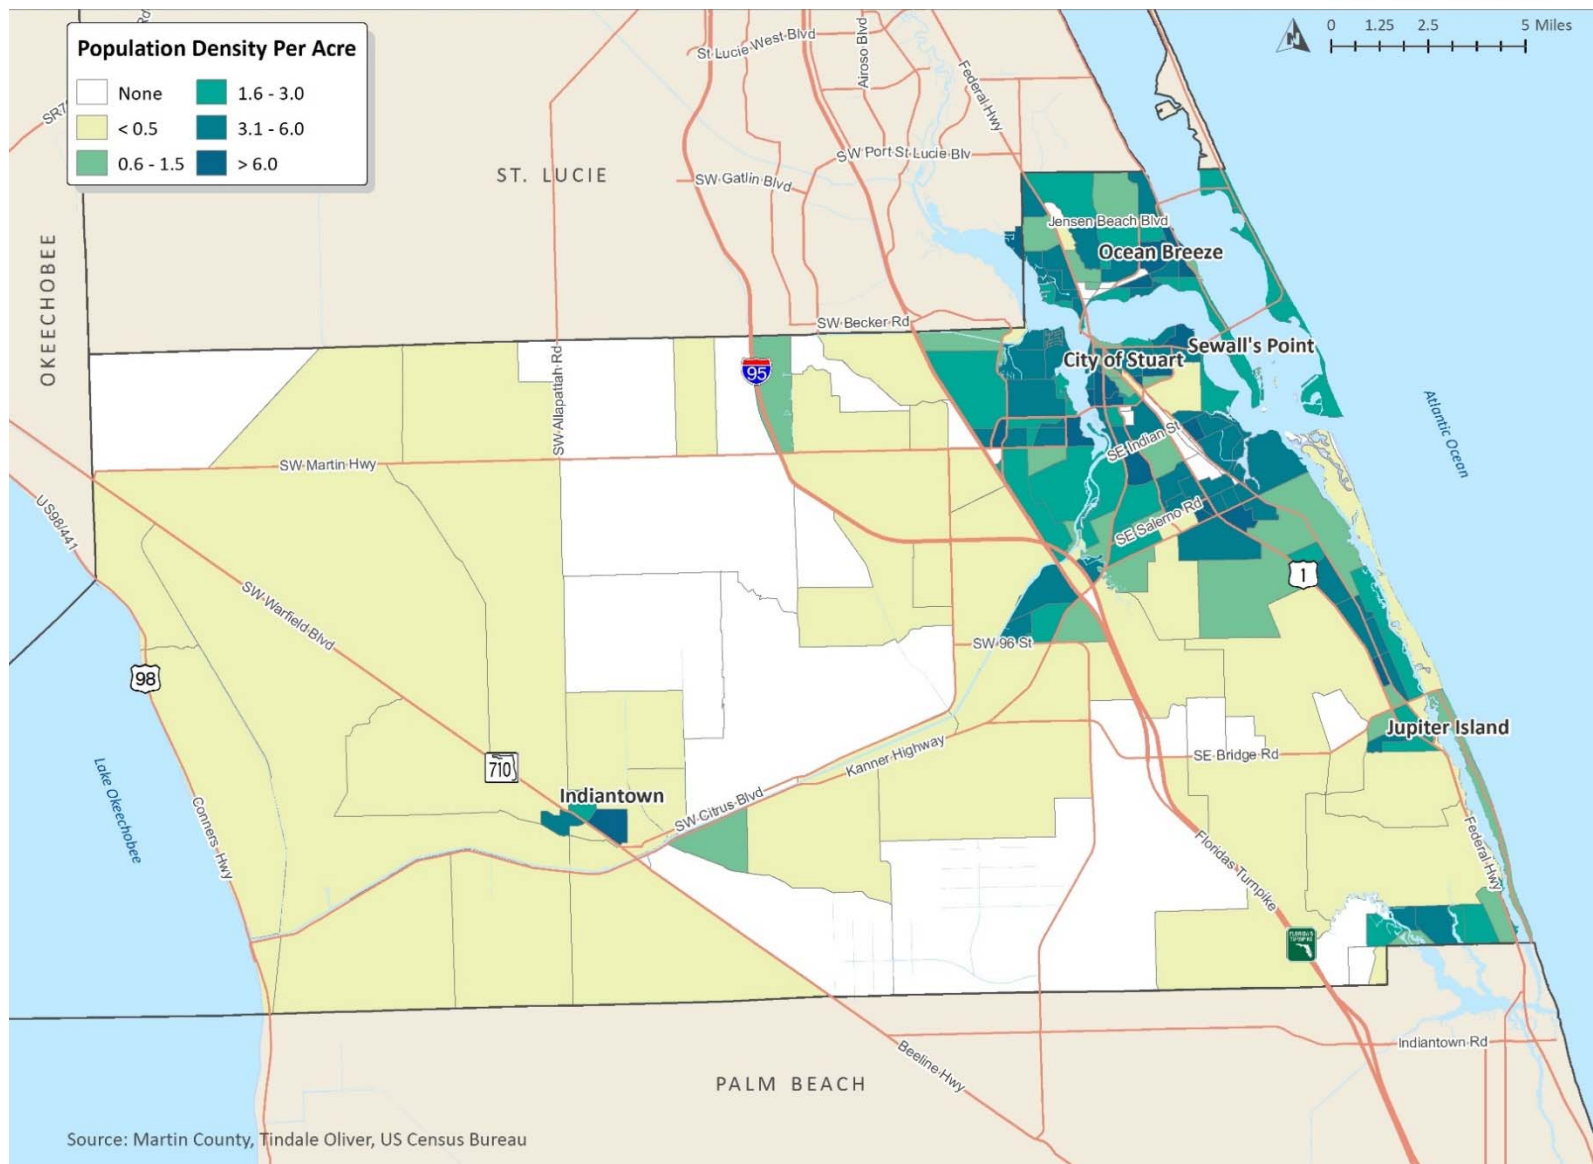 Population Density Per Acre
None
1.6 - 3.0
< 0.5
3.1 - 6.0
0.6 - 1.5
> 6.0
0 1.25 2.5 5 Miles
N
Rd
St Lucie West Blvd
Airoso Blvd
Federal Hwy
SW Port St Lucie Blv
ST. LUCIE
SW Gatlin Blvd
Jensen Beach Blvd
Ocean Breeze
OKEECHOBEE
SW Becker Rd
Sewall's Point
City of Stuart
95
SW Allapattah Rd
Atlantic Ocean
SE Indian St
SW Martin Hwy
US98/441
SE Salerno Rd
1
SW Warfield Blvd
SW 96 St
98
Jupiter Island
Kanner Highway
SE Bridge Rd
710
Lake Okeechobee
Indiantown
SW Citrus Blvd
Conners Hwy
Federal Hwy
Floridas Turnpike
Indiantown Rd
Beeline Hwy
PALM BEACH
Source: Martin County, Tindale Oliver, US Census Bureau